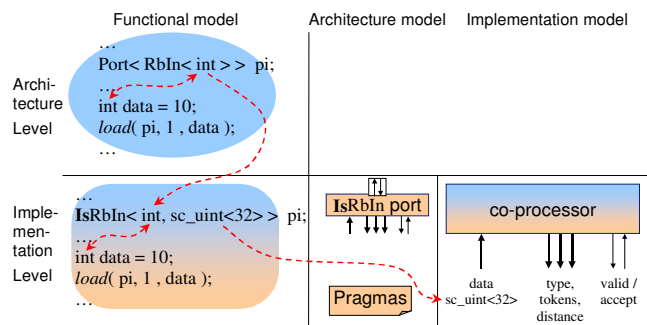 Functional model
Architecture model
Implementation model
Archi-
tecture
Level
…
Port< RbIn< int > > pi;
…
int data = 10;
load( pi, 1 , data );
…
Imple-
mentation
Level
…
IsRbIn< int, sc_uint<32> > pi;
…
int data = 10;
load( pi, 1 , data );
…
IsRbIn port
Pragmas
co-processor
data
sc_uint<32>
type,
tokens,
distance
valid /
accept